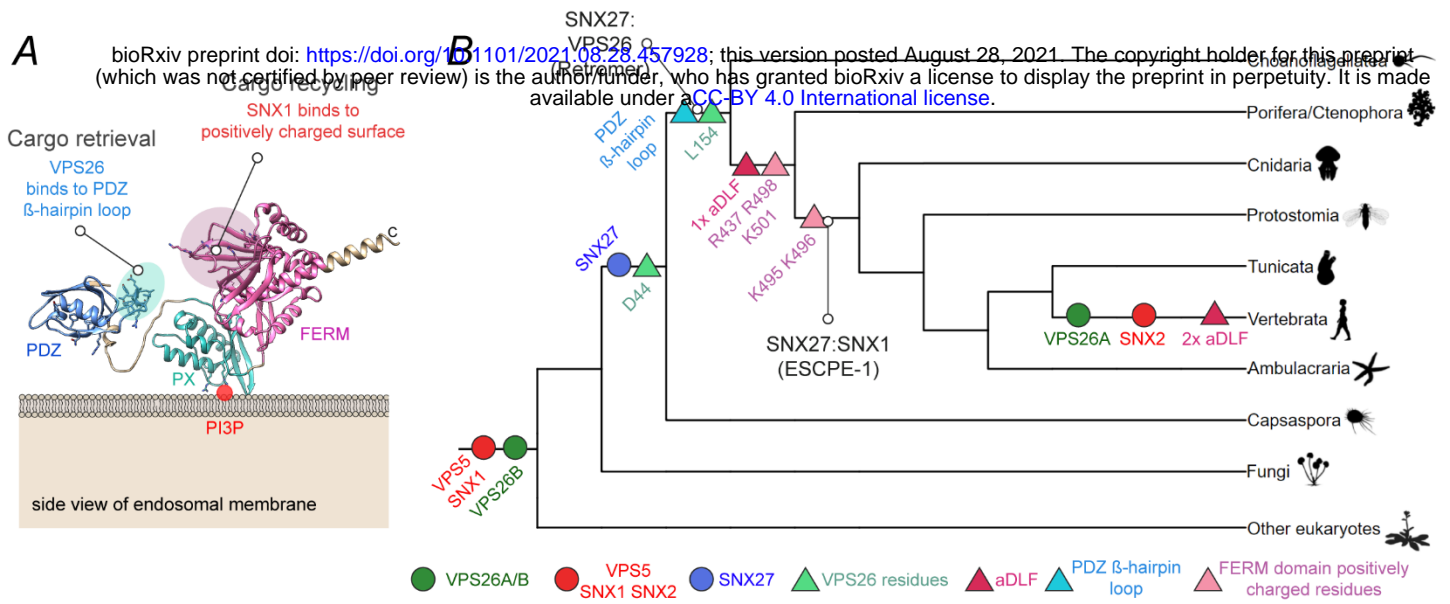 A
bioRxiv preprint doi: https://doi.org/10.1101/2021.08.28.457928; this version posted August 28, 2021. The copyright holder for this preprint
(which was not certified by peer review) is the author/funder, who has granted bioRxiv a license to display the preprint in perpetuity. It is made
available under aCC-BY 4.0 International license.
Cargo recycling
SNX1 binds to
positively charged surface
Cargo retrieval
VPS26
binds to PDZ
ß-hairpin loop
C
PDZ
FERM
PX
PI3P
side view of endosomal membrane
B
SNX27:
VPS26
(Retromer)
PDZ
ß-hairpin
loop
L154
1x aDLF
R437 R498
K501
K495 K496
SNX27
D44
SNX27:SNX1
(ESCPE-1)
VPS26A
SNX2
2x aDLF
VPS5
SNX1
VPS26B
Choanoflagellatea
Porifera/Ctenophora
Cnidaria
Protostomia
Tunicata
Vertebrata
Ambulacraria
Capsaspora
Fungi
Other eukaryotes
VPS26A/B
VPS5
SNX1 SNX2
SNX27
VPS26 residues
aDLF
PDZ ß-hairpin
loop
FERM domain positively
charged residues